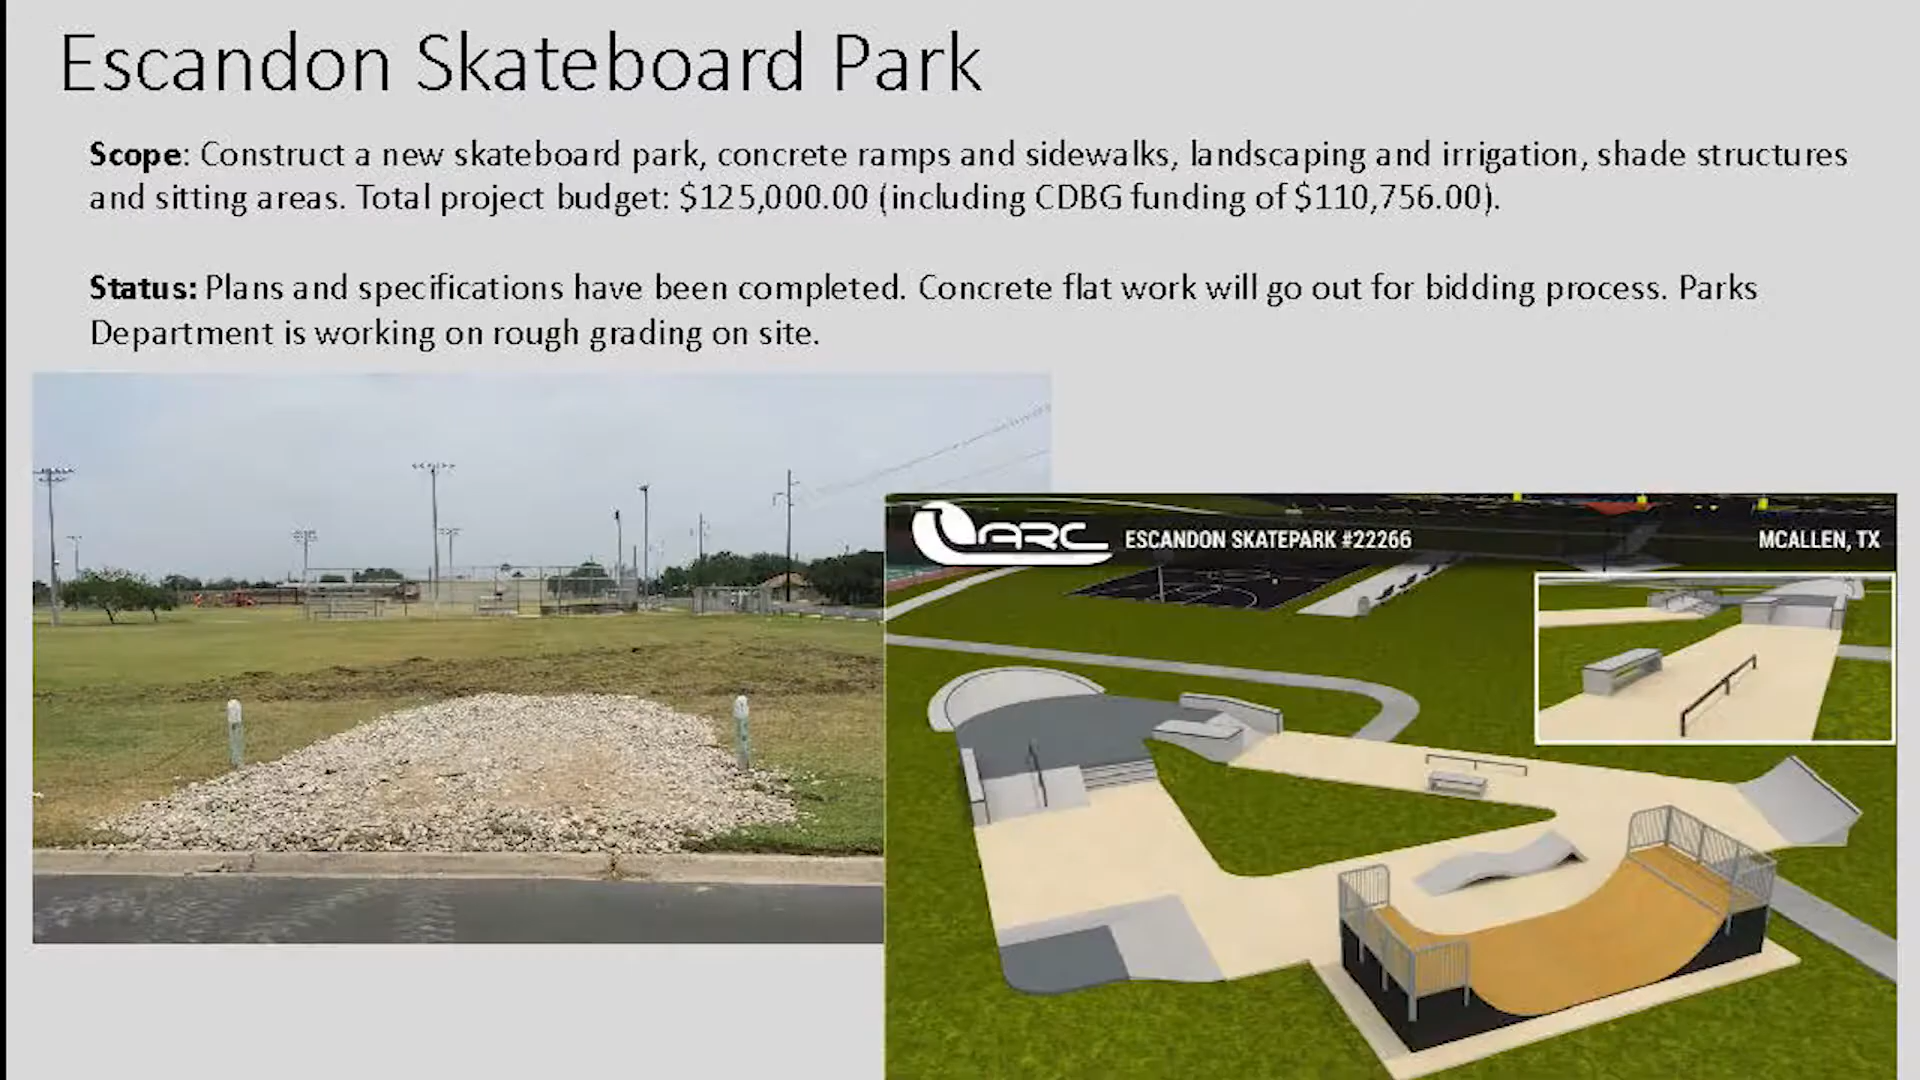 Escandon Skateboard Park
Scope: Construct a new skateboard park, concrete ramps and sidewalks, landscaping and irrigation, shade structures
and sitting areas. Total project budget: $125,000.00 (including CDBG funding of $110,756.00).
Status: Plans and specifications have been completed. Concrete flat work will go out for bidding process. Parks
Department is working on rough grading on site.
ARC ESCANDON SKATEPARK #22266 MCALLEN, TX